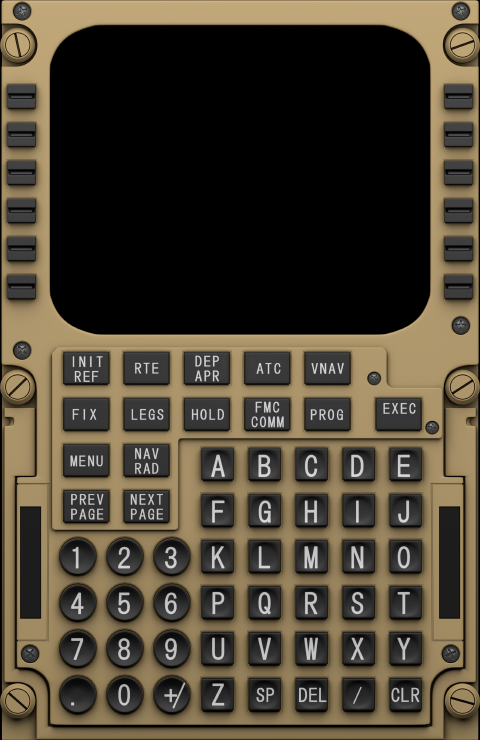 INIT REF RTE DEP APR ATC VNAV
FIX LEGS HOLD FMC COMM PROG EXEC
MENU NAV RAD
A B C D E
PREV PAGE NEXT PAGE
F G H I J
1 2 3 K L M N O
4 5 6 P Q R S T
7 8 9 U V W X Y
. 0 +/ Z SP DEL / CLR